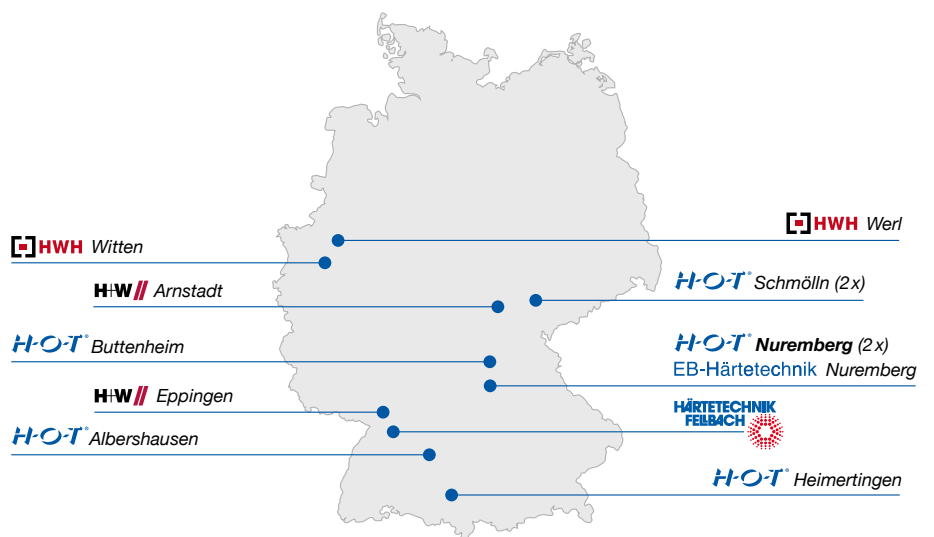 HWH Werl
HWH Witten
H-O-T® Schmölln (2x)
H+W Arnstadt
H-O-T® Buttenheim
H-O-T® Nuremberg (2x)
EB-Härtetechnik Nuremberg
H+W Eppingen
HÄRTETECHNIK
FELLBACH
H-O-T® Albershausen
H-O-T® Heimertingen